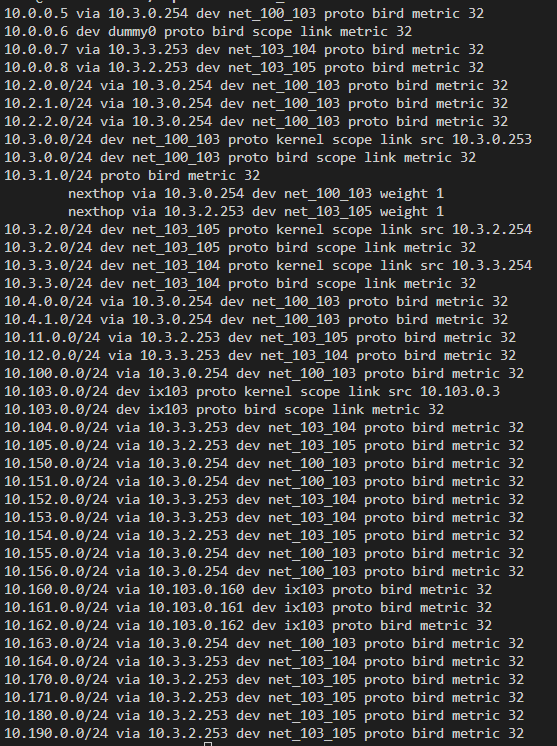 10.0.0.5 via 10.3.0.254 dev net_100_103 proto bird metric 32
10.0.0.6 dev dummy0 proto bird scope link metric 32
10.0.0.7 via 10.3.3.253 dev net_103_104 proto bird metric 32
10.0.0.8 via 10.3.2.253 dev net_103_105 proto bird metric 32
10.2.0.0/24 via 10.3.0.254 dev net_100_103 proto bird metric 32
10.2.1.0/24 via 10.3.0.254 dev net_100_103 proto bird metric 32
10.2.2.0/24 via 10.3.0.254 dev net_100_103 proto bird metric 32
10.3.0.0/24 dev net_100_103 proto kernel scope link src 10.3.0.253
10.3.0.0/24 dev net_100_103 proto bird scope link metric 32
10.3.1.0/24 proto bird metric 32
nexthop via 10.3.0.254 dev net_100_103 weight 1
nexthop via 10.3.2.253 dev net_103_105 weight 1
10.3.2.0/24 dev net_103_105 proto kernel scope link src 10.3.2.254
10.3.2.0/24 dev net_103_105 proto bird scope link metric 32
10.3.3.0/24 dev net_103_104 proto kernel scope link src 10.3.3.254
10.3.3.0/24 dev net_103_104 proto bird scope link metric 32
10.4.0.0/24 via 10.3.0.254 dev net_100_103 proto bird metric 32
10.4.1.0/24 via 10.3.0.254 dev net_100_103 proto bird metric 32
10.11.0.0/24 via 10.3.2.253 dev net_103_105 proto bird metric 32
10.12.0.0/24 via 10.3.3.253 dev net_103_104 proto bird metric 32
10.100.0.0/24 via 10.3.0.254 dev net_100_103 proto bird metric 32
10.103.0.0/24 dev ix103 proto kernel scope link src 10.103.0.3
10.103.0.0/24 dev ix103 proto bird scope link metric 32
10.104.0.0/24 via 10.3.3.253 dev net_103_104 proto bird metric 32
10.105.0.0/24 via 10.3.2.253 dev net_103_105 proto bird metric 32
10.150.0.0/24 via 10.3.0.254 dev net_100_103 proto bird metric 32
10.151.0.0/24 via 10.3.0.254 dev net_100_103 proto bird metric 32
10.152.0.0/24 via 10.3.3.253 dev net_103_104 proto bird metric 32
10.153.0.0/24 via 10.3.3.253 dev net_103_104 proto bird metric 32
10.154.0.0/24 via 10.3.2.253 dev net_103_105 proto bird metric 32
10.155.0.0/24 via 10.3.0.254 dev net_100_103 proto bird metric 32
10.156.0.0/24 via 10.3.0.254 dev net_100_103 proto bird metric 32
10.160.0.0/24 via 10.103.0.160 dev ix103 proto bird metric 32
10.161.0.0/24 via 10.103.0.161 dev ix103 proto bird metric 32
10.162.0.0/24 via 10.103.0.162 dev ix103 proto bird metric 32
10.163.0.0/24 via 10.3.0.254 dev net_100_103 proto bird metric 32
10.164.0.0/24 via 10.3.3.253 dev net_103_104 proto bird metric 32
10.170.0.0/24 via 10.3.2.253 dev net_103_105 proto bird metric 32
10.171.0.0/24 via 10.3.2.253 dev net_103_105 proto bird metric 32
10.180.0.0/24 via 10.3.2.253 dev net_103_105 proto bird metric 32
10.190.0.0/24 via 10.3.2.253 dev net_103_105 proto bird metric 32